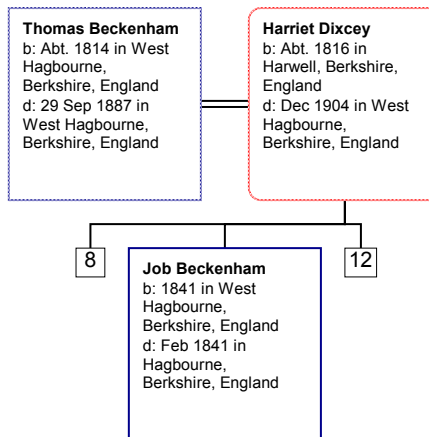 Thomas Beckenham
b: Abt. 1814 in West
Hagbourne,
Berkshire, England
d: 29 Sep 1887 in
West Hagbourne,
Berkshire, England
Harriet Dixcey
b: Abt. 1816 in
Harwell, Berkshire,
England
d: Dec 1904 in West
Hagbourne,
Berkshire, England
8
Job Beckenham
b: 1841 in West
Hagbourne,
Berkshire, England
d: Feb 1841 in
Hagbourne,
Berkshire, England
12